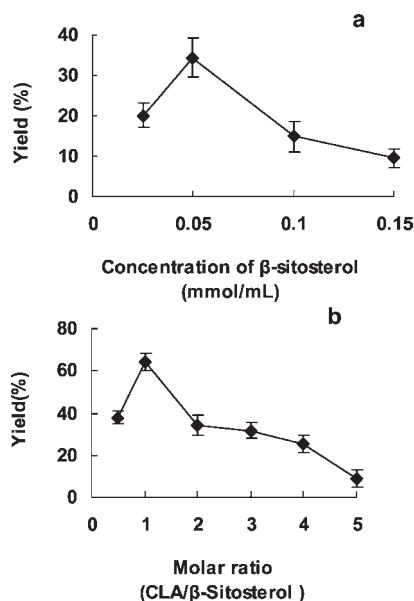 a
Yield (%)
40
30
20
10
0
0 0.05 0.1 0.15
Concentration of β-sitosterol
(mmol/mL)
b
Yield(%)
80
60
40
20
0
0 1 2 3 4 5
Molar ratio
(CLA/β-Sitosterol )